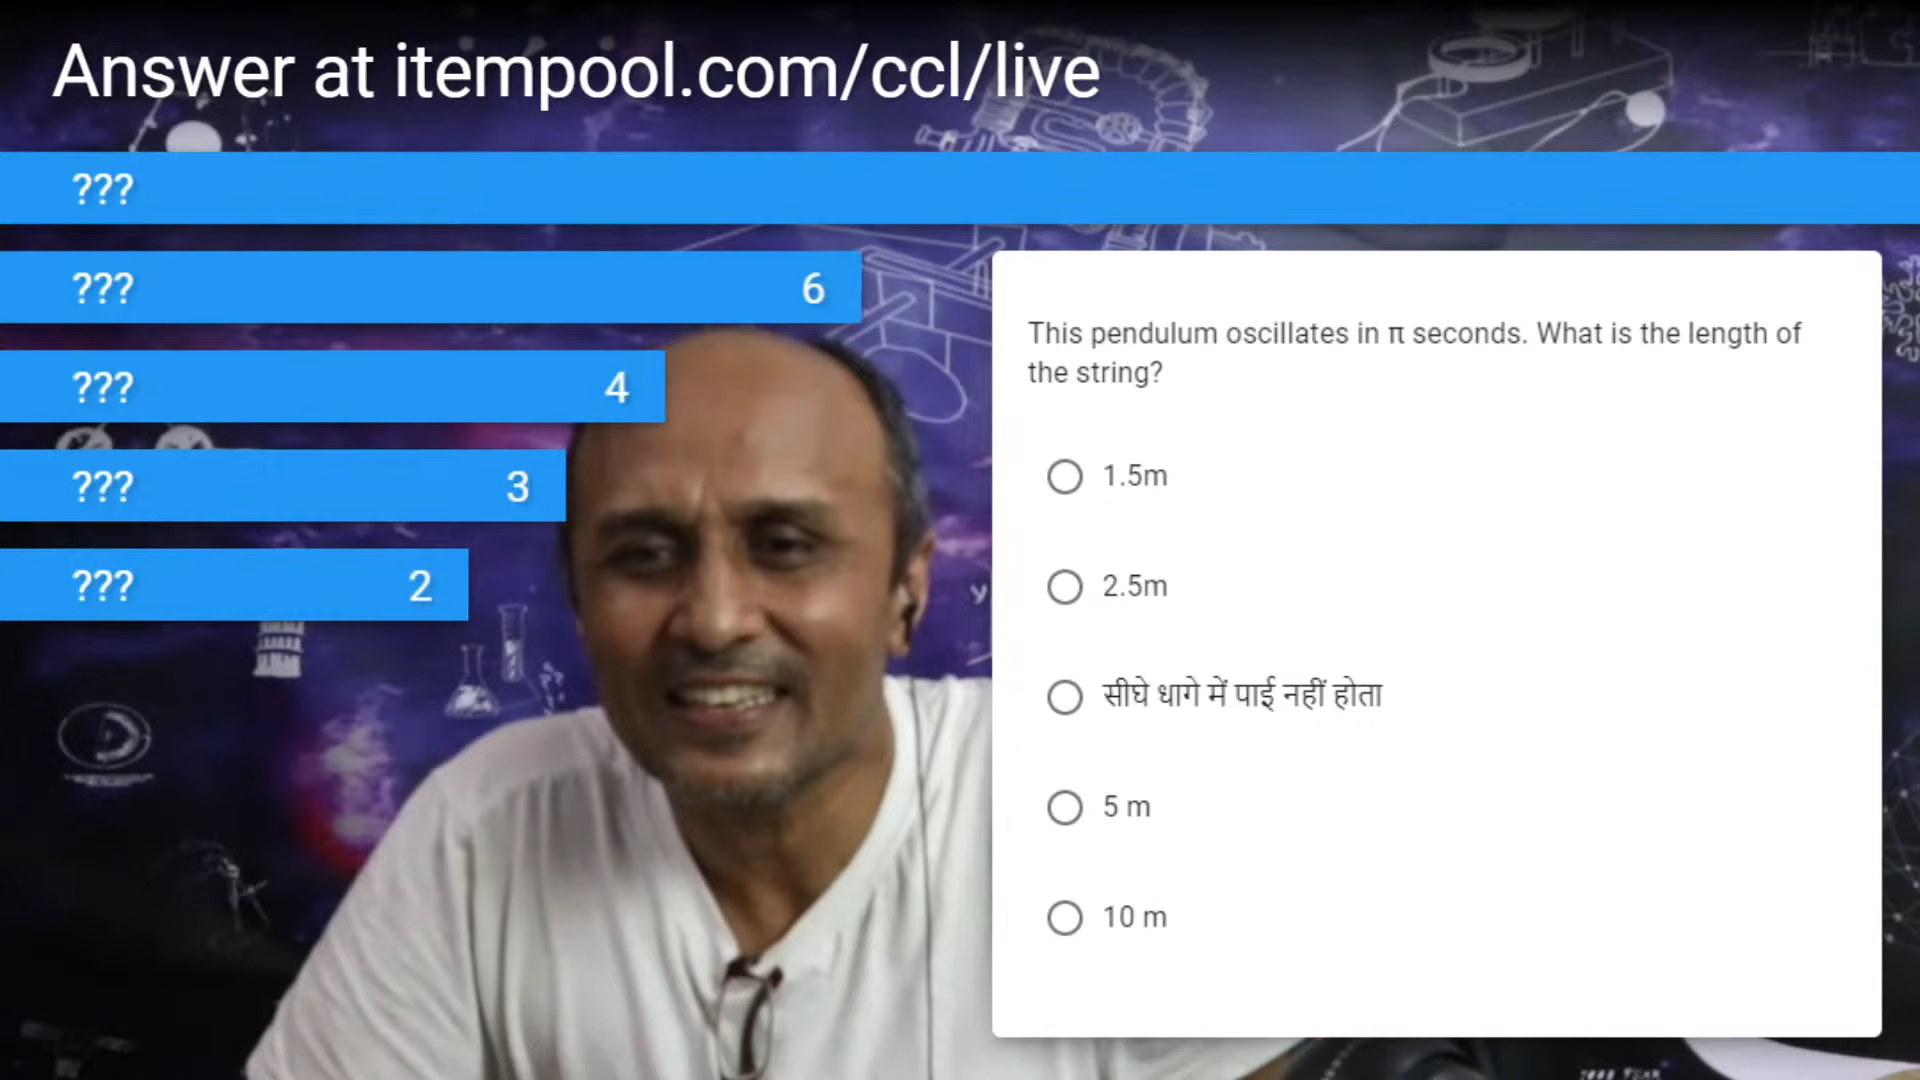 Answer at itempool.com/ccl/live
???
??? 6
??? 4
??? 3
??? 2
This pendulum oscillates in π seconds. What is the length of
the string?
1.5m
2.5m
सीधे धागे में पाई नहीं होता
5 m
10 m